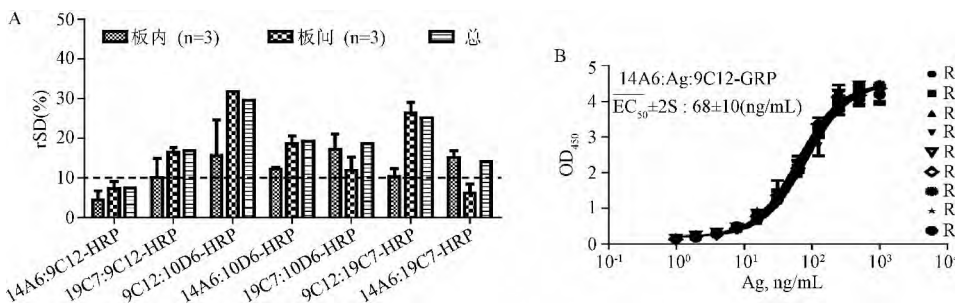 A
50
40
30
20
10
0
rSD(%)
板内 (n=3) 板间 (n=3) 总
14A6:9C12-HRP
19C7:9C12-HRP
9C12:10D6-HRP
14A6:10D6-HRP
19C7:10D6-HRP
9C12:19C7-HRP
14A6:19C7-HRP
B
5
4
3
2
1
0
OD450
14A6:Ag:9C12-GRP
EC50±2S : 68±10(ng/mL)
10-1 100 101 102 103 104
Ag, ng/mL
R
R
R
R
R
R
R
R
R